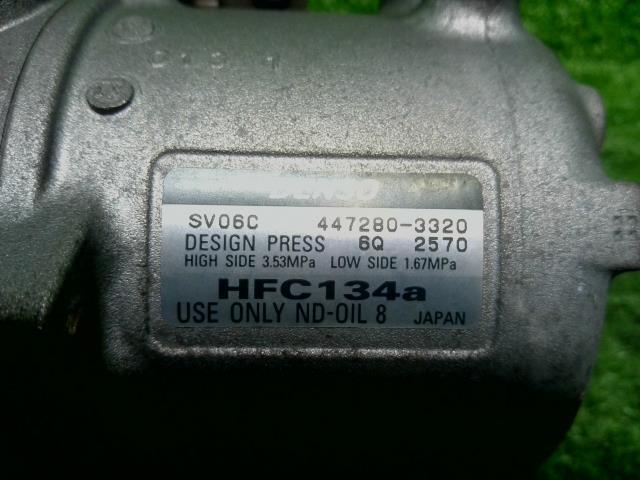 DENSO
SV06C 447280-3320
DESIGN PRESS 6Q 2570
HIGH SIDE 3.53MPa LOW SIDE 1.67MPa
HFC134a
USE ONLY ND-OIL 8 JAPAN